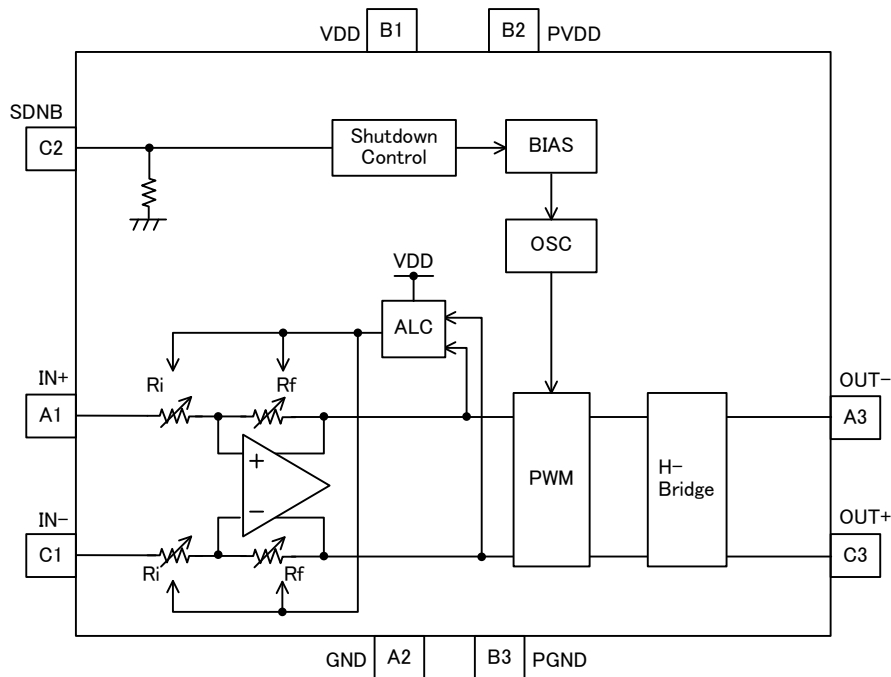 VDD B1 B2 PVDD
SDNB
C2
Shutdown
Control
BIAS
OSC
VDD
ALC
IN+
Ri Rf
A1
OUT-
A3
+
-
PWM
H-
Bridge
IN-
C1
Ri Rf
OUT+
C3
GND A2 B3 PGND